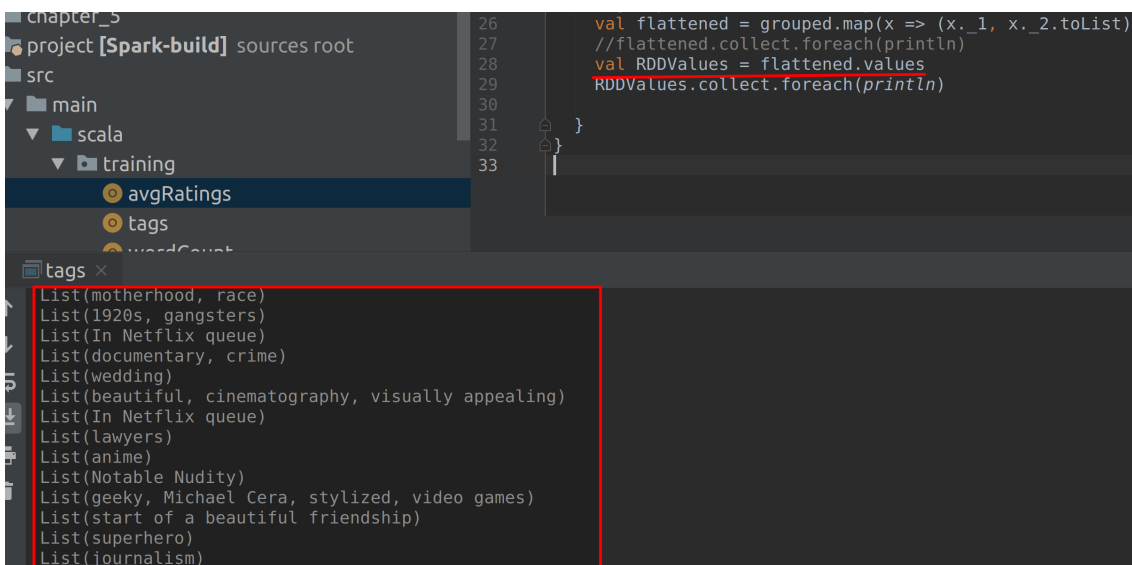 chapter_5
project [Spark-build] sources root
src
main
scala
training
avgRatings
tags
wordCount
26 val flattened = grouped.map(x => (x._1, x._2.toList)
27 //flattened.collect.foreach(println)
28 val RDDValues = flattened.values
29 RDDValues.collect.foreach(println)
30
31 }
32 }
33
tags
List(motherhood, race)
List(1920s, gangsters)
List(In Netflix queue)
List(documentary, crime)
List(wedding)
List(beautiful, cinematography, visually appealing)
List(In Netflix queue)
List(lawyers)
List(anime)
List(Notable Nudity)
List(geeky, Michael Cera, stylized, video games)
List(start of a beautiful friendship)
List(superhero)
List(journalism)